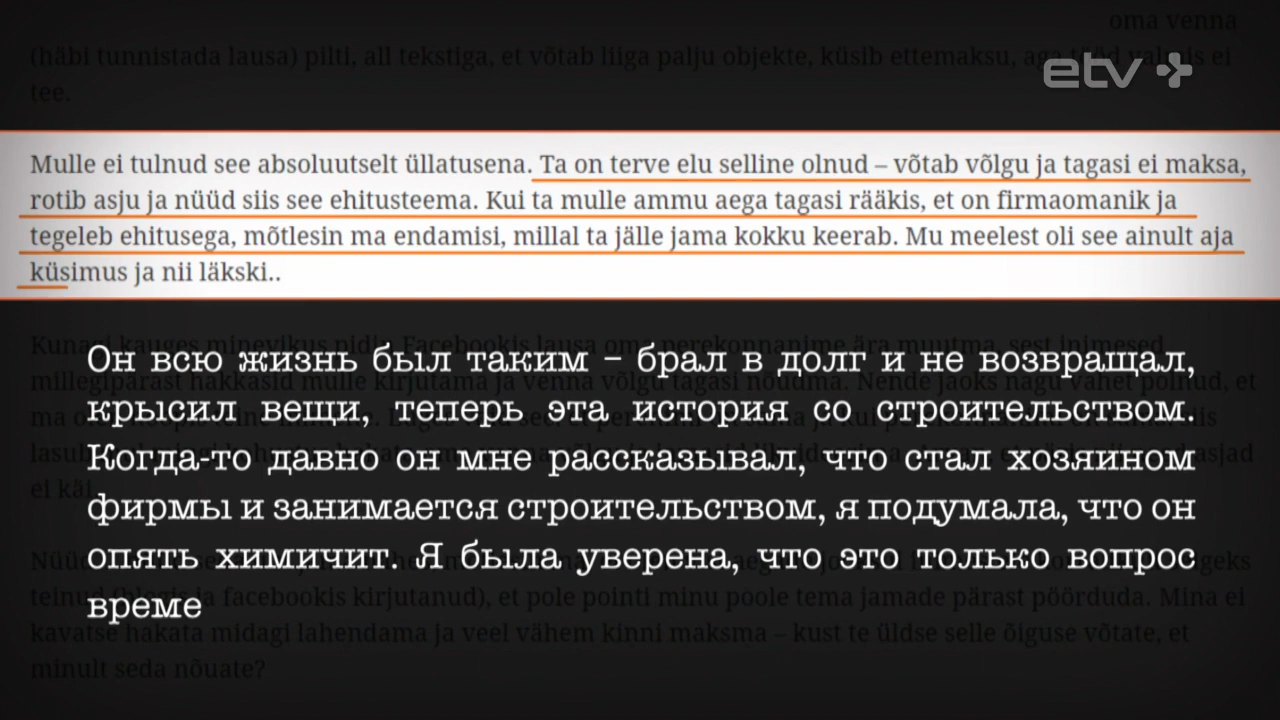 oma venna
etv+
(häbi tunnistada lausa) pilti, all tekstiga, et võtab liiga palju objekte, küsib ettemaksu, aga tööd valmis ei
tee.
Mulle ei tulnud see absoluutselt üllatusena. Ta on terve elu selline olnud – võtab võlgu ja tagasi ei maksa,
rotib asju ja nüüd siis see ehitusteema. Kui ta mulle ammu aega tagasi rääkis, et on firmaomanik ja
tegeleb ehitusega, mõtlesin ma endamisi, millal ta jälle jama kokku keerab. Mu meelest oli see ainult aja
küsimus ja nii läkski..
Он всю жизнь был таким – брал в долг и не возвращал,
крысил вещи, теперь эта история со строительством.
Когда-то давно он мне рассказывал, что стал хозяином
фирмы и занимается строительством, я подумала, что он
опять химичит. Я была уверена, что это только вопрос
време
teinud facebookis kirjutanud), et pole pointi minu poole tema jamade pärast pöörduda. Mina ei
kavatse hakata midagi lahendama ja veel vähem kinni maksma – kust te üldse selle õiguse võtate, et
minult seda nõuate?